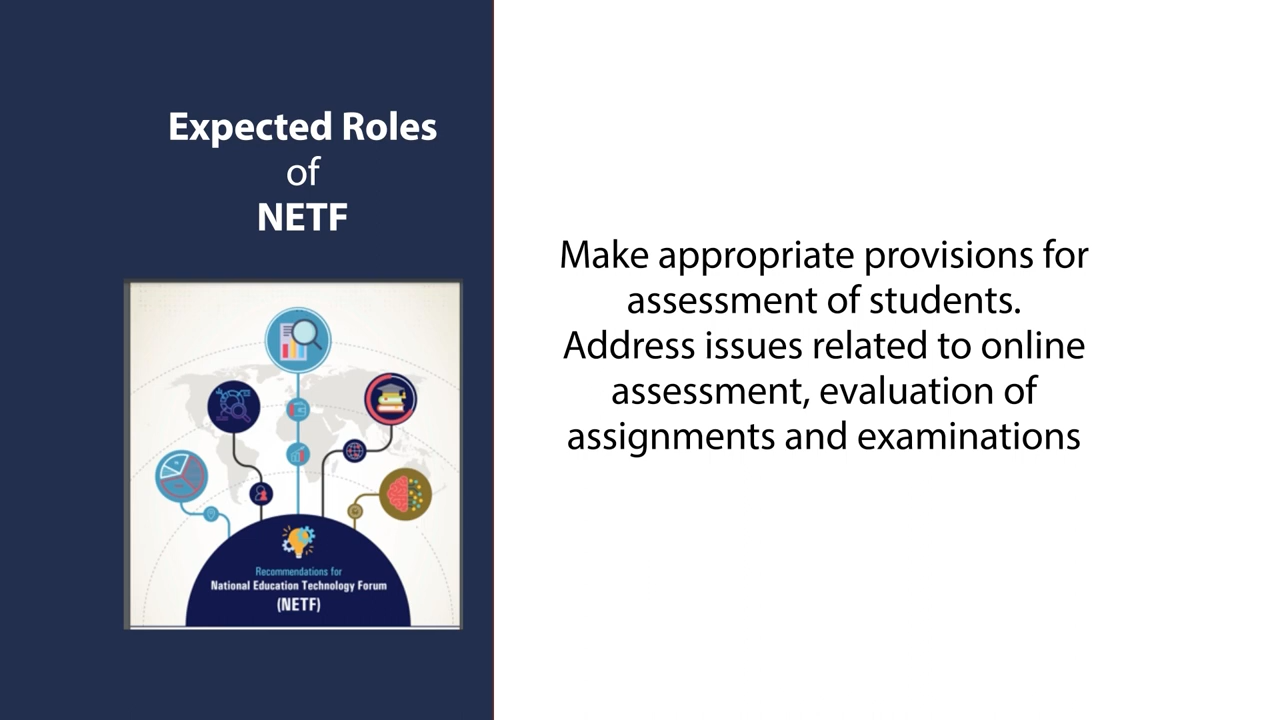 Expected Roles
of
NETF
Recommendations for
National Education Technology Forum
(NETF)
Make appropriate provisions for
assessment of students.
Address issues related to online
assessment, evaluation of
assignments and examinations